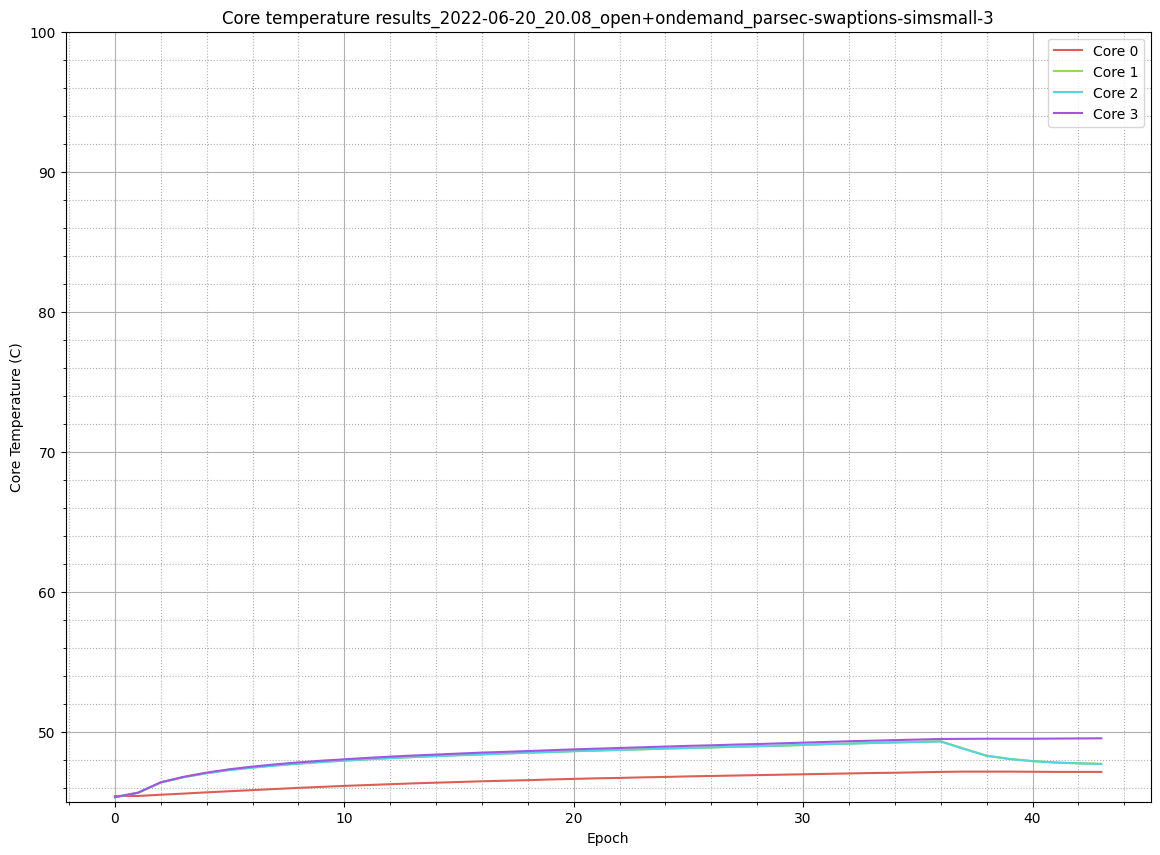 Core temperature results_2022-06-20_20.08_open+ondemand_parsec-swaptions-simsmall-3
Core 0
Core 1
Core 2
Core 3
Core Temperature (C)
100
90
80
70
60
50
0 10 20 30 40
Epoch